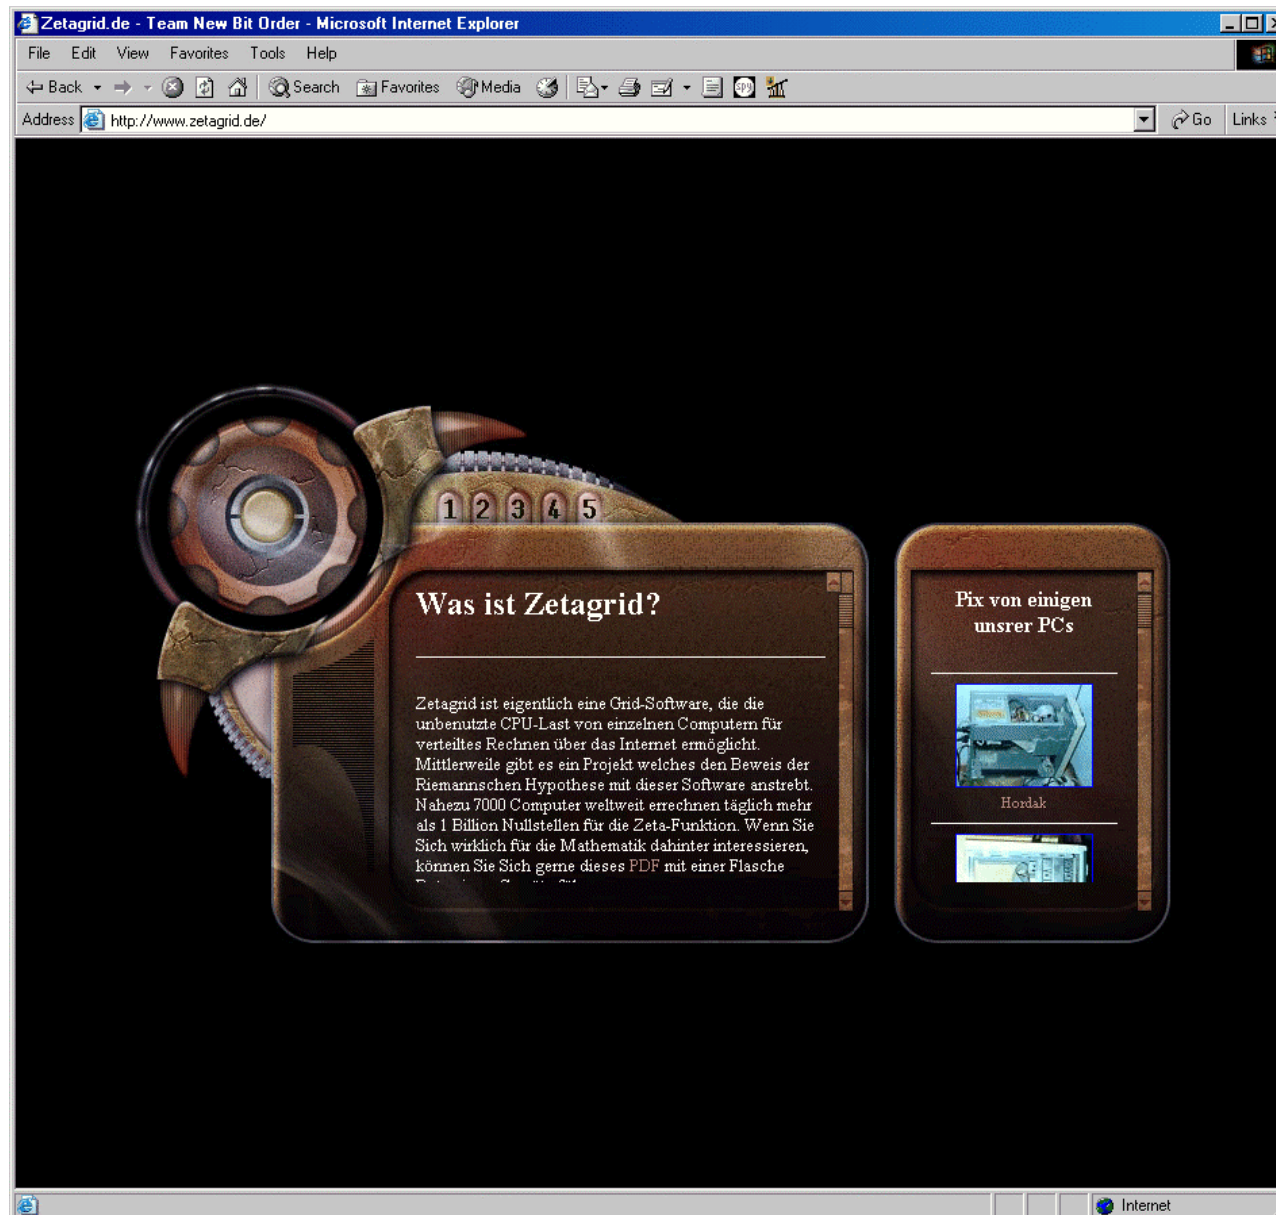 Zetagrid.de - Team New Bit Order - Microsoft Internet Explorer
File Edit View Favorites Tools Help
Back Search Favorites Media
Address http://www.zetagrid.de/ Go Links
1 2 3 4 5
Was ist Zetagrid?
Zetagrid ist eigentlich eine Grid-Software, die die
unbenutzte CPU-Last von einzelnen Computern für
verteiltes Rechnen über das Internet ermöglicht.
Mittlerweile gibt es ein Projekt welches den Beweis der
Riemannschen Hypothese mit dieser Software anstrebt.
Nahezu 7000 Computer weltweit errechnen täglich mehr
als 1 Billion Nullstellen für die Zeta-Funktion. Wenn Sie
Sich wirklich für die Mathematik dahinter interessieren,
können Sie Sich gerne dieses PDF mit einer Flasche
Pix von einigen
unsrer PCs
Hordak
Internet